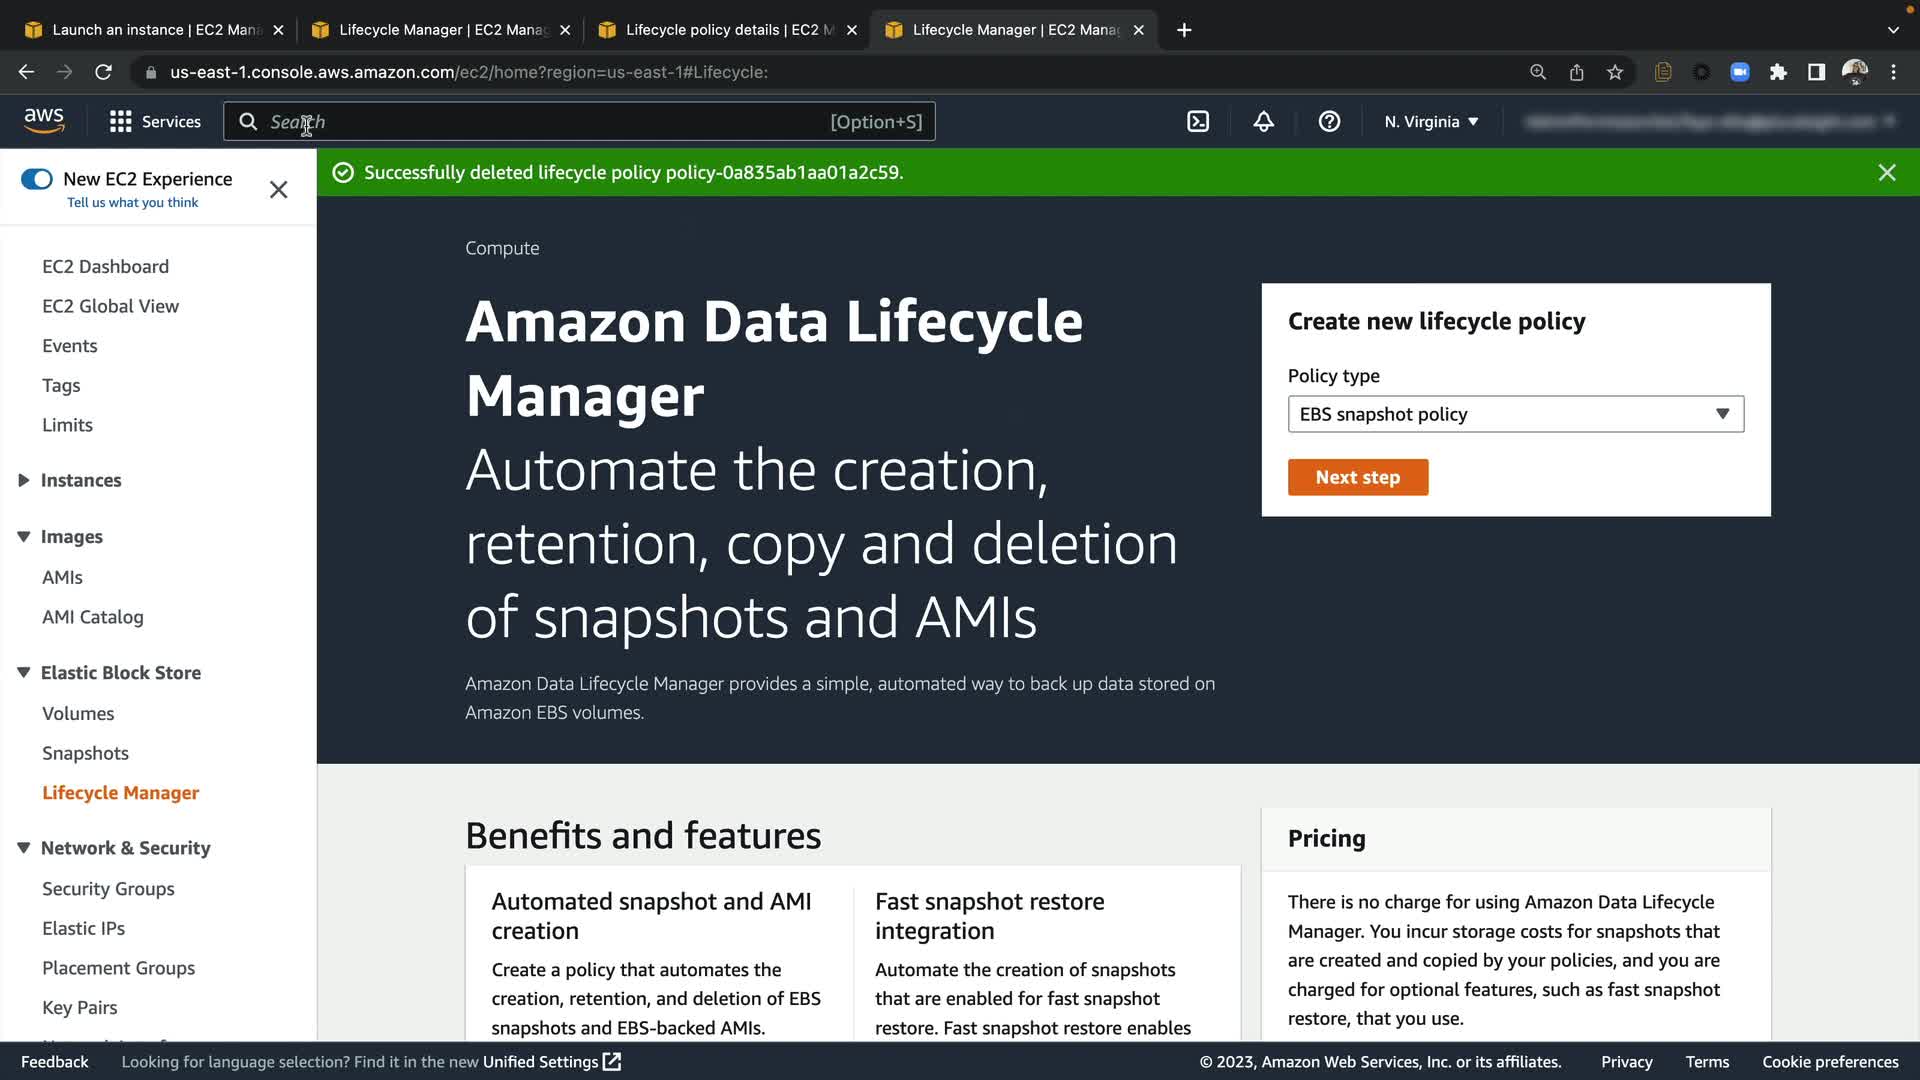 Launch an instance | EC2 Mana
Lifecycle Manager | EC2 Manag
Lifecycle policy details | EC2 M
Lifecycle Manager | EC2 Manag
us-east-1.console.aws.amazon.com/ec2/home?region=us-east-1#Lifecycle:
aws
Services
Search
[Option+S]
N. Virginia
New EC2 Experience
Tell us what you think
Successfully deleted lifecycle policy policy-0a835ab1aa01a2c59.
EC2 Dashboard
EC2 Global View
Events
Tags
Limits
Instances
Images
AMIs
AMI Catalog
Elastic Block Store
Volumes
Snapshots
Lifecycle Manager
Network & Security
Security Groups
Elastic IPs
Placement Groups
Key Pairs
Compute
Amazon Data Lifecycle
Manager
Automate the creation,
retention, copy and deletion
of snapshots and AMIs
Amazon Data Lifecycle Manager provides a simple, automated way to back up data stored on
Amazon EBS volumes.
Create new lifecycle policy
Policy type
EBS snapshot policy
Next step
Benefits and features
Automated snapshot and AMI
creation
Create a policy that automates the
creation, retention, and deletion of EBS
snapshots and EBS-backed AMIs.
Fast snapshot restore
integration
Automate the creation of snapshots
that are enabled for fast snapshot
restore. Fast snapshot restore enables
Pricing
There is no charge for using Amazon Data Lifecycle
Manager. You incur storage costs for snapshots that
are created and copied by your policies, and you are
charged for optional features, such as fast snapshot
restore, that you use.
Feedback
Looking for language selection? Find it in the new Unified Settings
© 2023, Amazon Web Services, Inc. or its affiliates.
Privacy
Terms
Cookie preferences